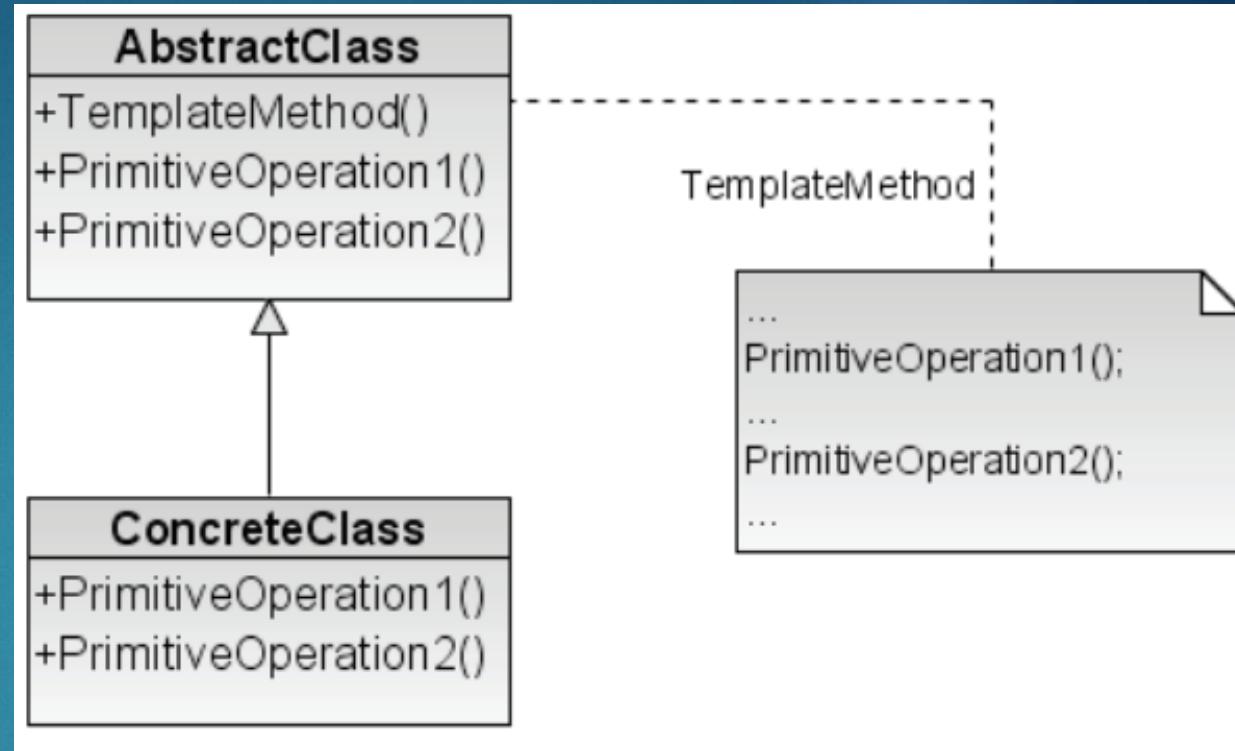 AbstractClass
+TemplateMethod()
+PrimitiveOperation1()
+PrimitiveOperation2()
TemplateMethod
...
PrimitiveOperation1();
...
PrimitiveOperation2();
...
ConcreteClass
+PrimitiveOperation1()
+PrimitiveOperation2()